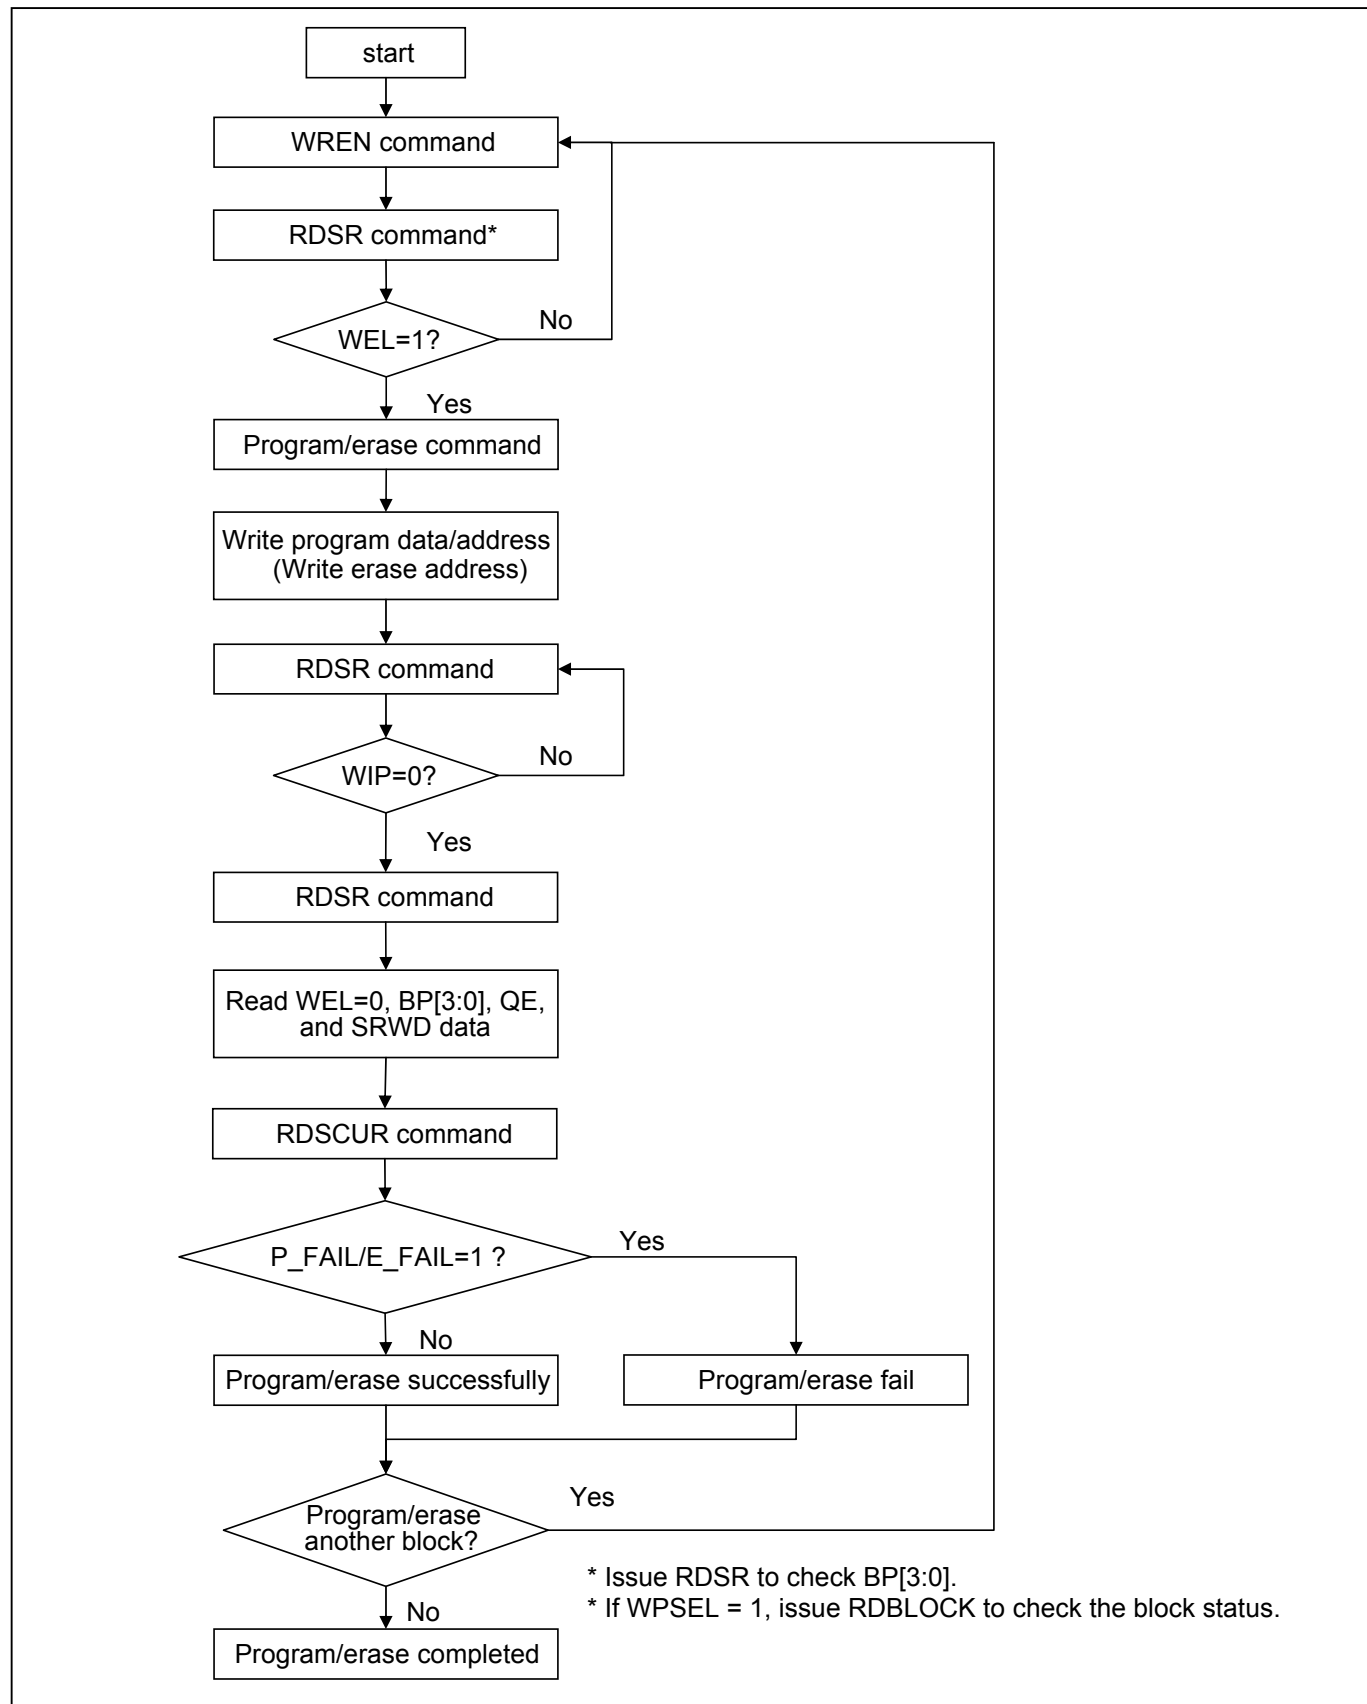 start
WREN command
RDSR command*
WEL=1?
No
Yes
Program/erase command
Write program data/address
(Write erase address)
RDSR command
WIP=0?
No
Yes
RDSR command
Read WEL=0, BP[3:0], QE,
and SRWD data
RDSCUR command
P_FAIL/E_FAIL=1 ?
Yes
No
Program/erase successfully
Program/erase fail
Program/erase
another block?
Yes
* Issue RDSR to check BP[3:0].
* If WPSEL = 1, issue RDBLOCK to check the block status.
No
Program/erase completed